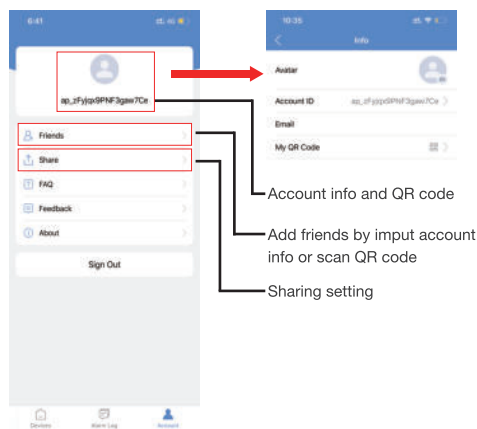 6:41
ap_zFyjqx9PNF3gaw7Ce
Friends
Share
FAQ
Feedback
About
Sign Out
Devices
Alarm Log
Account
10:35
Info
Avatar
Account ID
ap_zFyjqx9PNF3gaw7Ce
Email
My QR Code
Account info and QR code
Add friends by imput account
info or scan QR code
Sharing setting